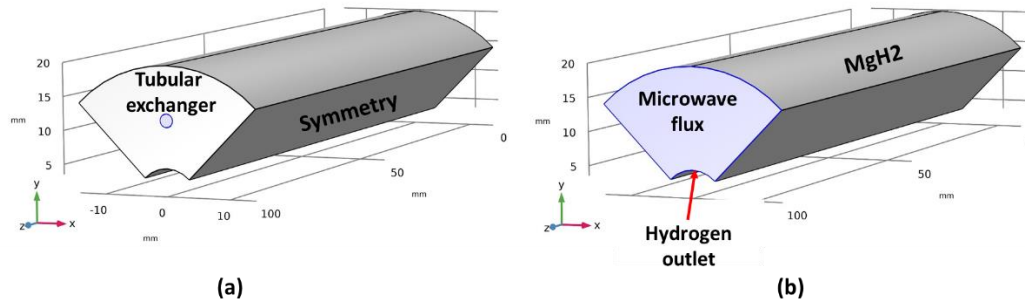 20
15
mm
10
5
Tubular
exchanger
Symmetry
0
50
mm
-10
0
10
100
mm
y
z
x
(a)
20
15
mm
10
5
Microwave
flux
MgH2
0
50
mm
100
Hydrogen
outlet
y
z
x
(b)